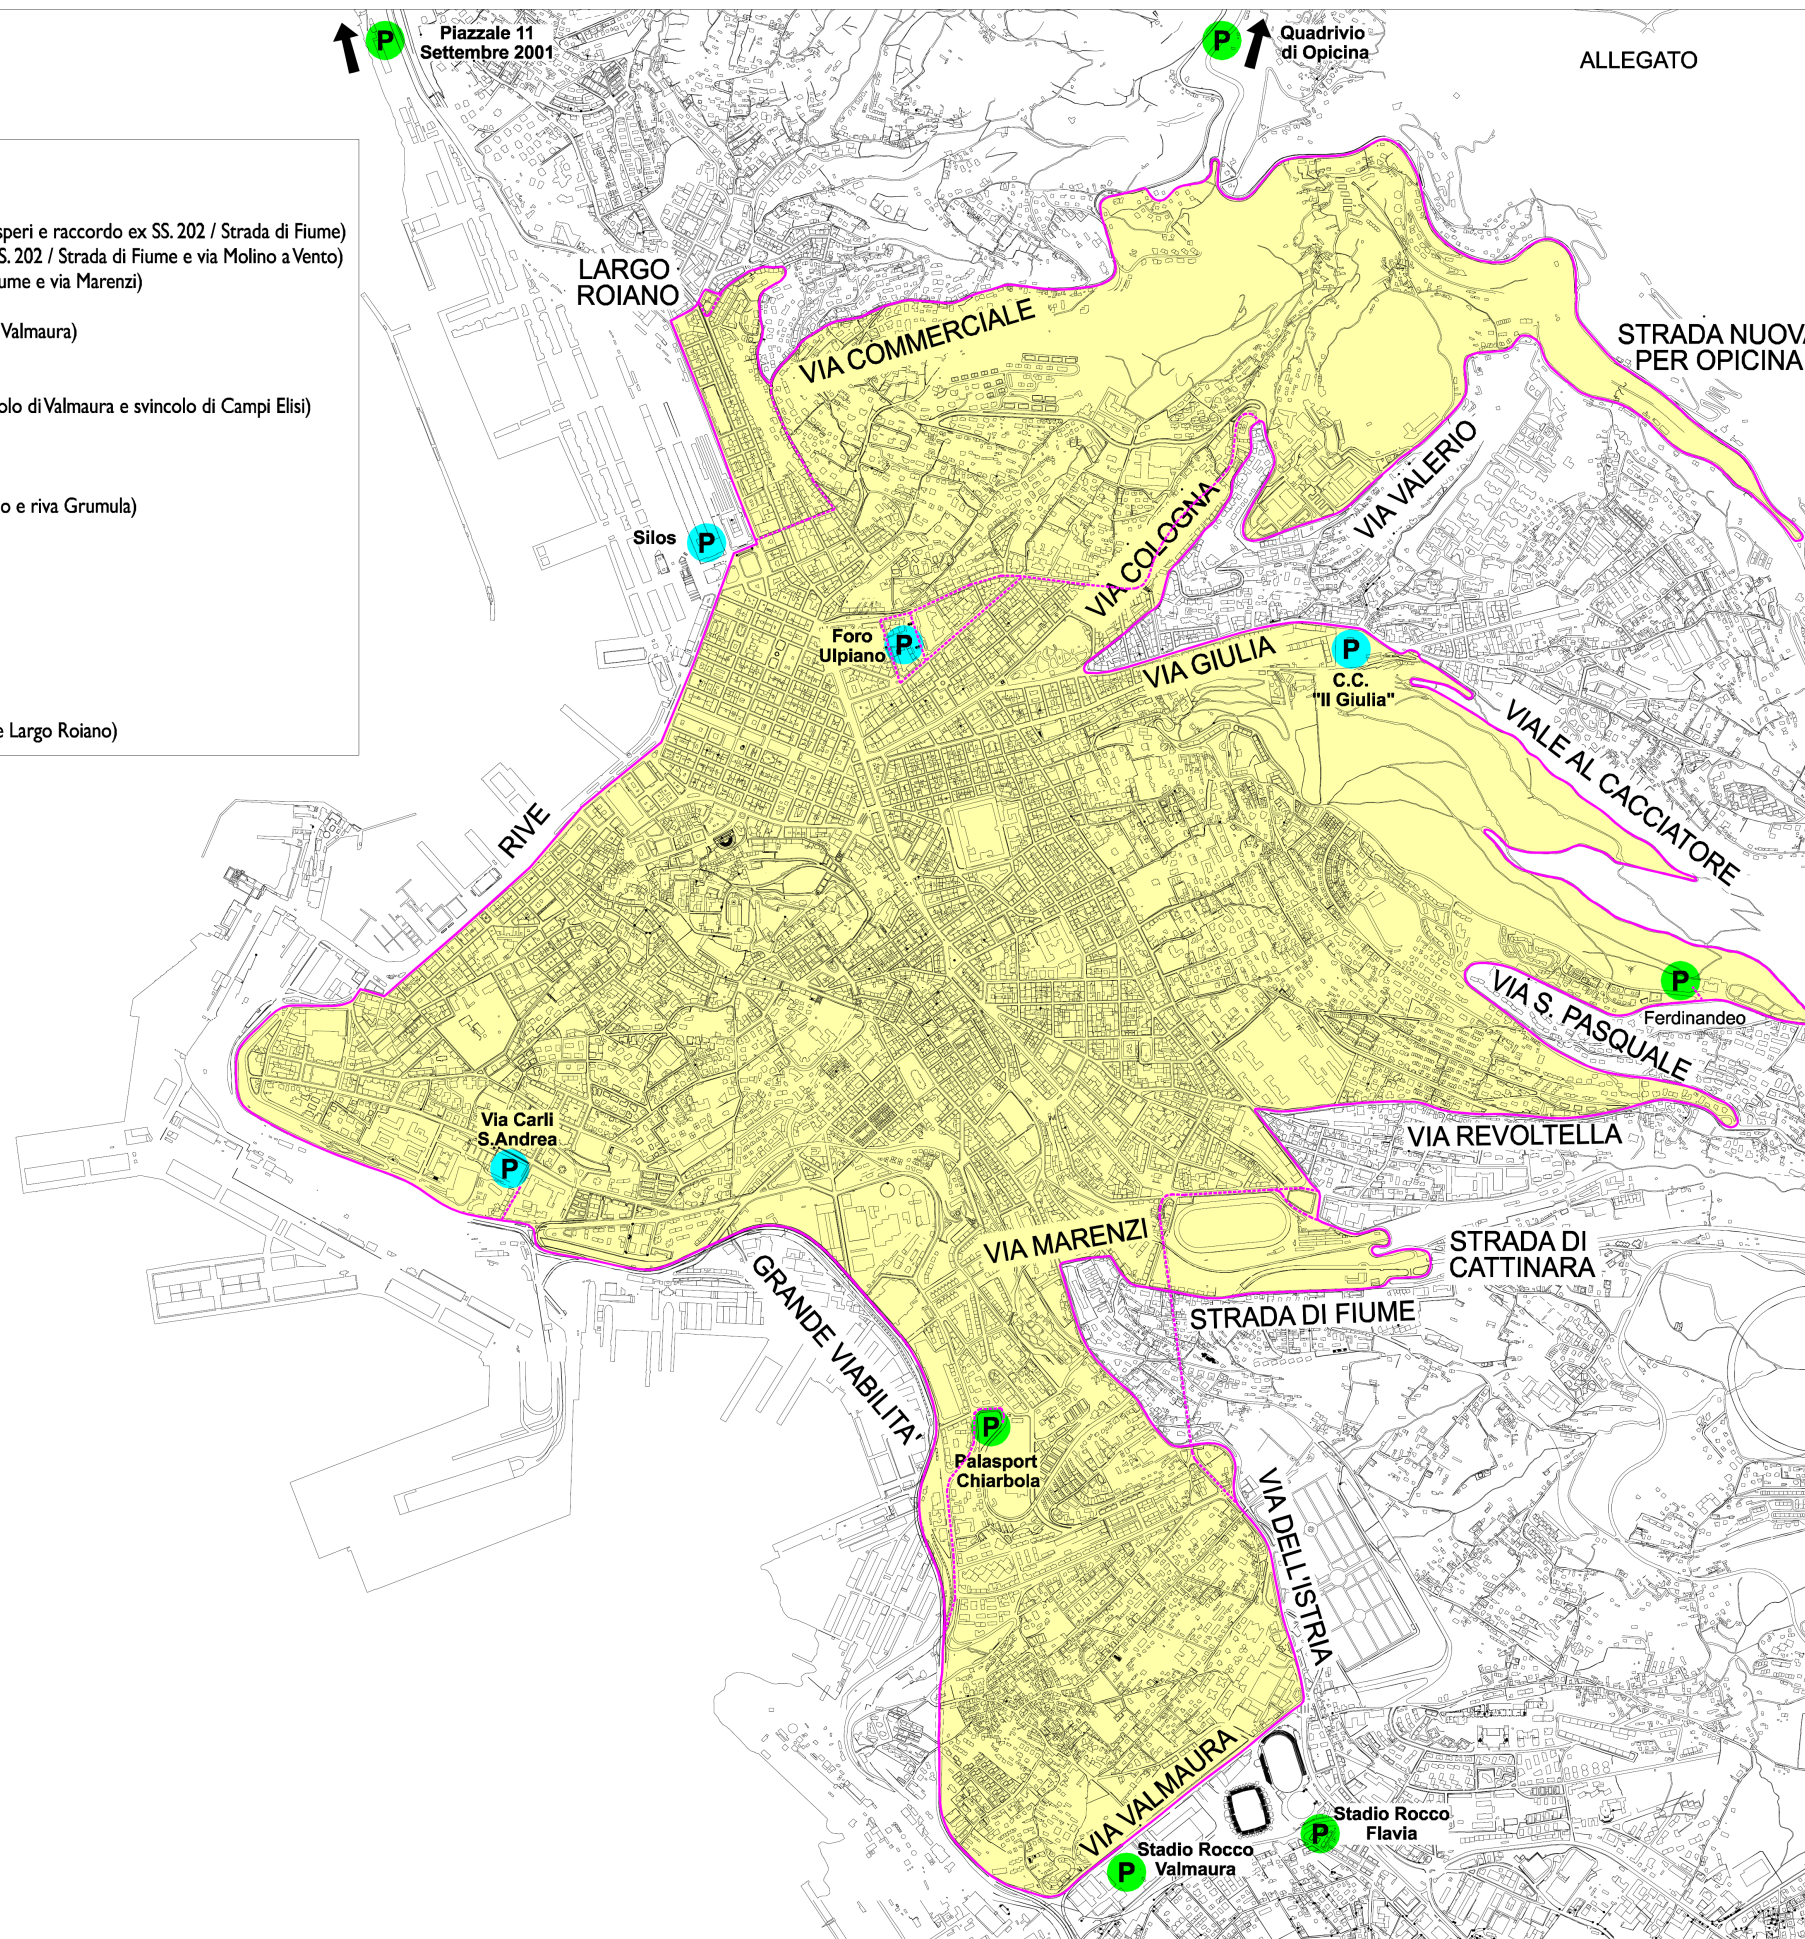 P
Piazzale 11
Settembre 2001
P
Quadrivio
di Opicina
ALLEGATO
speri e raccordo ex SS. 202 / Strada di Fiume)
S. 202 / Strada di Fiume e via Molino a Vento)
ume e via Marenzi)
Valmaura)
olo di Valmaura e svincolo di Campi Elisi)
o e riva Grumula)
e Largo Roiano)
LARGO
ROIANO
VIA COMMERCIALE
STRADA NUOVA
PER OPICINA
VIA VALERIO
VIA COLOGNA
Silos
P
Foro
Ulpiano
P
VIA GIULIA
P
C.C.
"Il Giulia"
VIALE AL CACCIATORE
RIVE
P
Ferdinandeo
VIA S. PASQUALE
Via Carli
S.Andrea
P
VIA REVOLTELLA
VIA MARENZI
STRADA DI
CATTINARA
STRADA DI FIUME
GRANDE VIABILITA'
P
Palasport
Chiarbola
VIA DELL'ISTRIA
VIA VALMAURA
Stadio Rocco
Flavia
P
Stadio Rocco
Valmaura
P